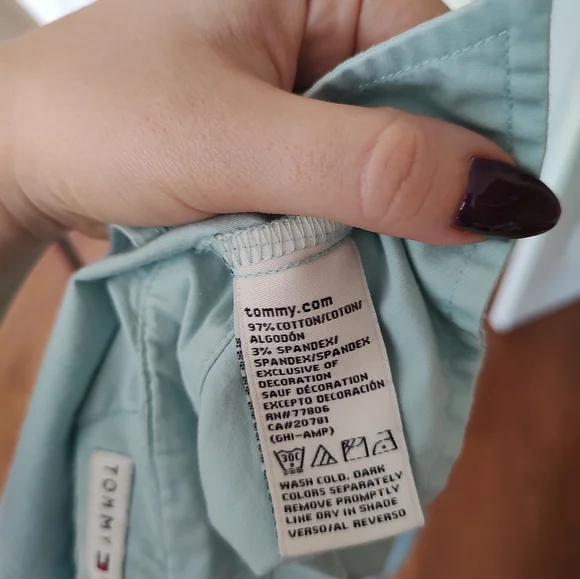 tommy.com
97% COTTON/COTON/
ALGODÓN
3% SPANDEX/
SPANDEX/SPANDEX
EXCLUSIVE OF
DECORATION
SAUF DÉCORATION
EXCEPTO DECORACIÓN
RN#77806
CA#20781
(GHI-AMP)
30C
WASH COLD. DARK
COLORS SEPARATELY
REMOVE PROMPTLY
LINE DRY IN SHADE
VERSO/AL REVERSO
TOMMY